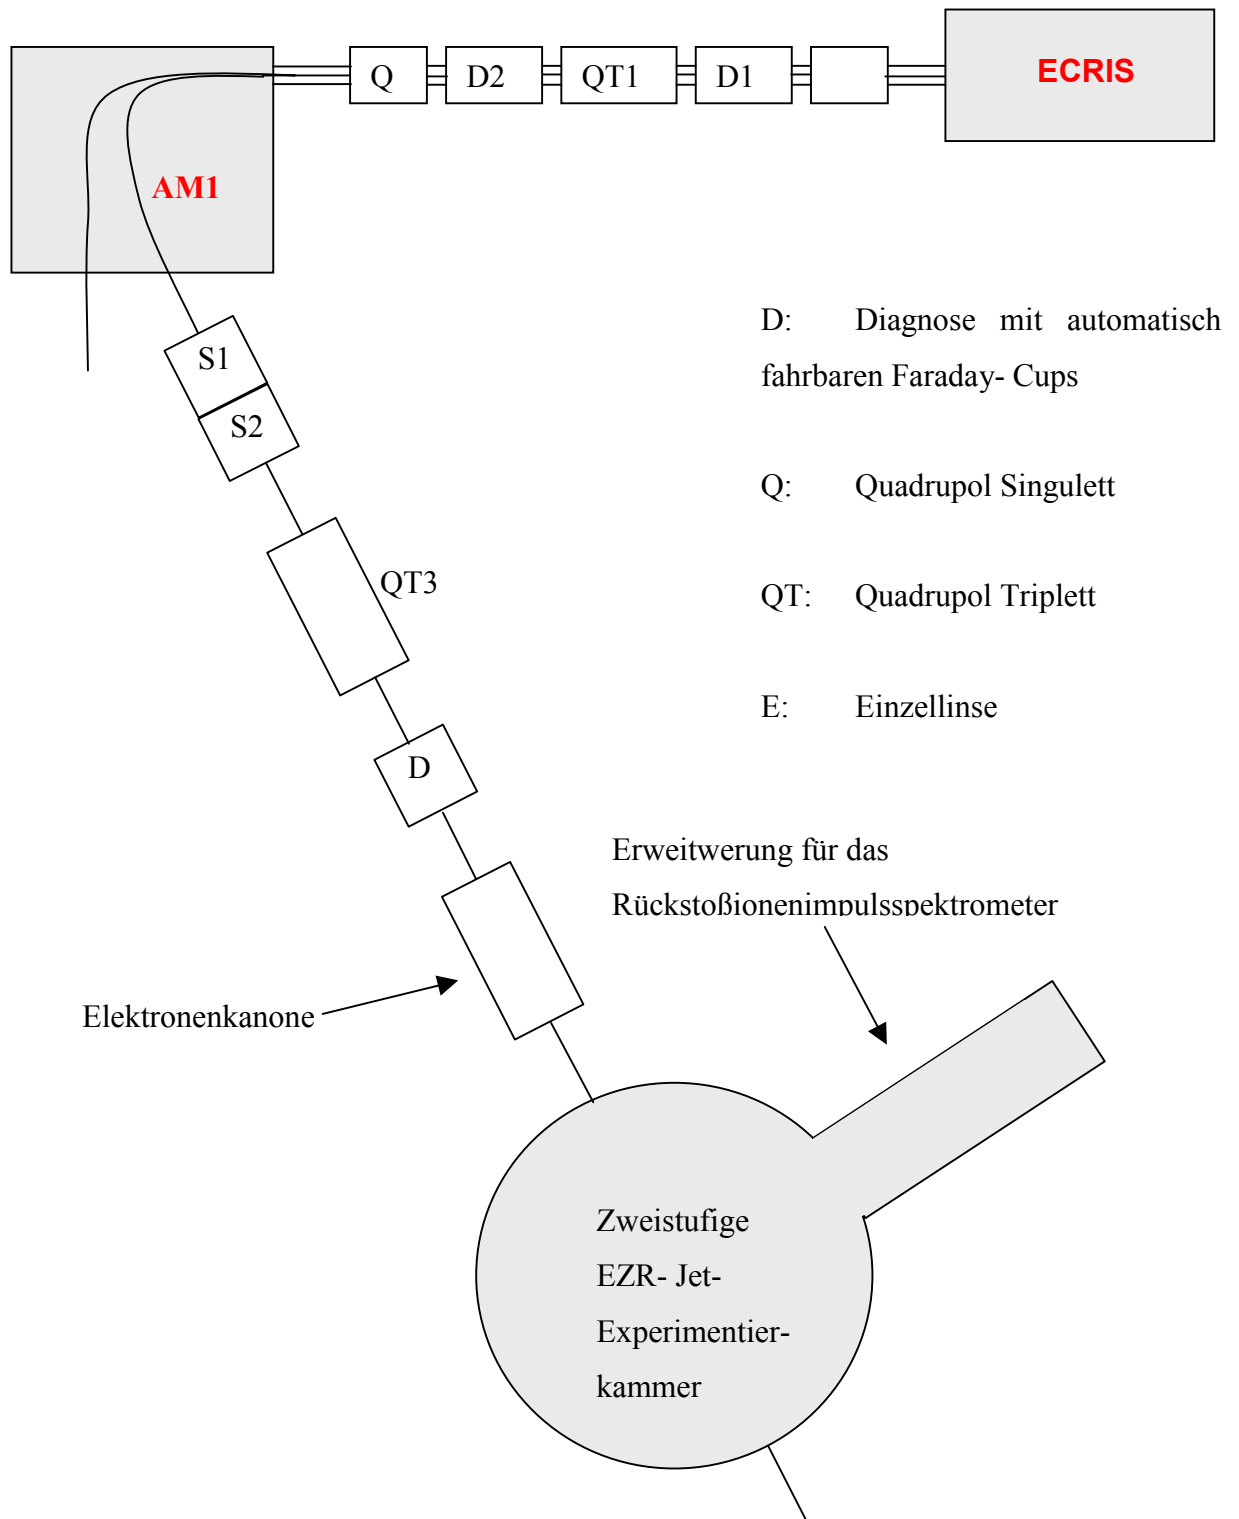 Q
D2
QT1
D1
ECRIS
AM1
D: Diagnose mit automatisch
fahrbaren Faraday- Cups
S1
S2
Q: Quadrupol Singulett
QT3
QT: Quadrupol Triplett
E: Einzellinse
D
Erweitwerung für das
Rückstoßionenimpulsspektrometer
Elektronenkanone
Zweistufige
EZR- Jet-
Experimentier-
kammer